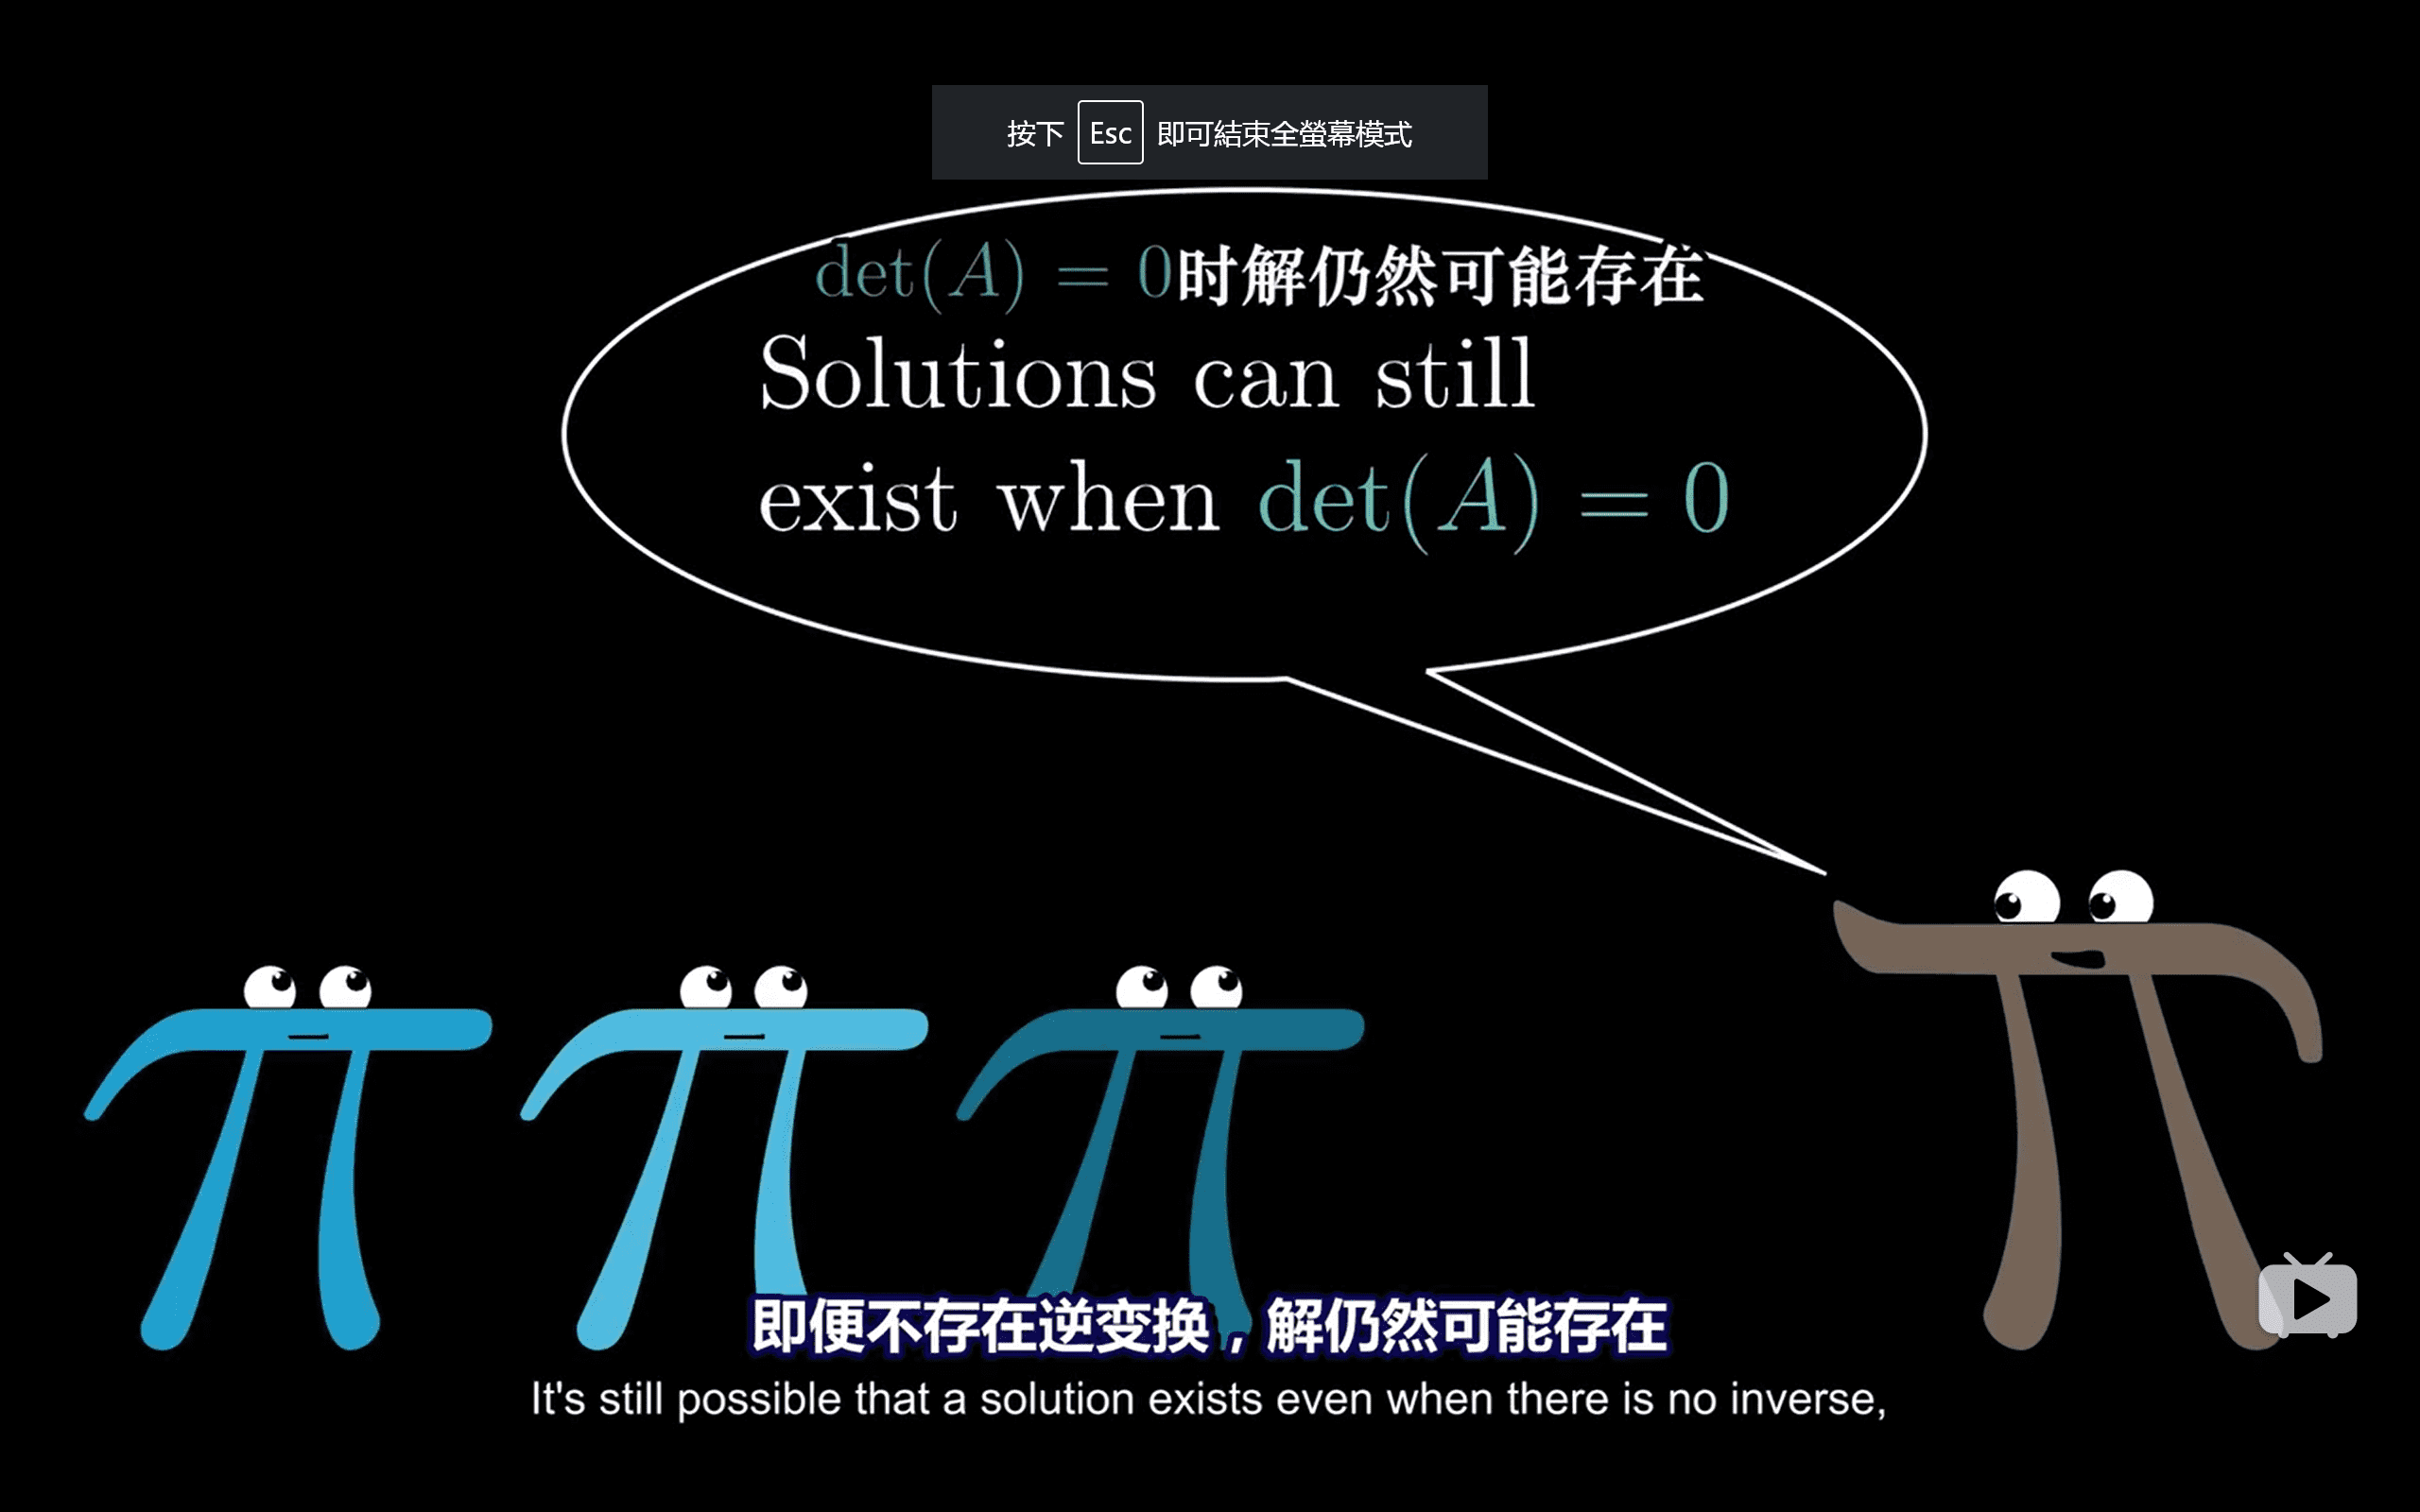 按下 Esc 即可結束全螢幕模式
det(A) = 0时解仍然可能存在
Solutions can still
exist when det(A) = 0
即便不存在逆变换，解仍然可能存在
It's still possible that a solution exists even when there is no inverse,